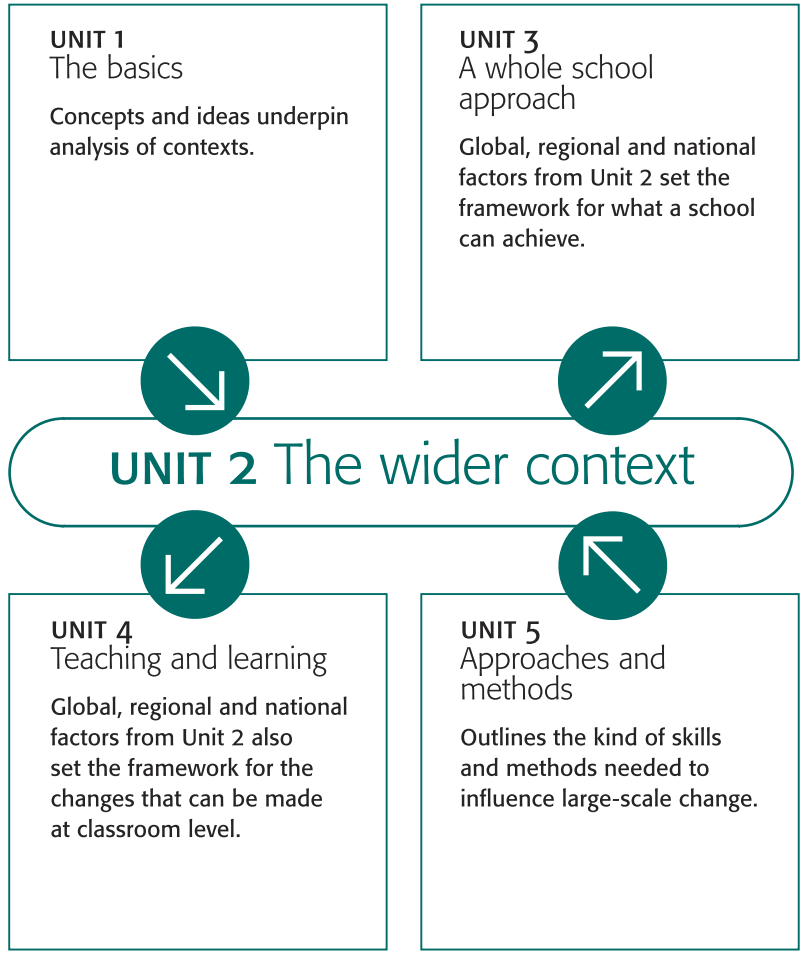 UNIT 1
The basics
Concepts and ideas underpin
analysis of contexts.
UNIT 3
A whole school
approach
Global, regional and national
factors from Unit 2 set the
framework for what a school
can achieve.
UNIT 2 The wider context
UNIT 4
Teaching and learning
Global, regional and national
factors from Unit 2 also
set the framework for the
changes that can be made
at classroom level.
UNIT 5
Approaches and
methods
Outlines the kind of skills
and methods needed to
influence large-scale change.